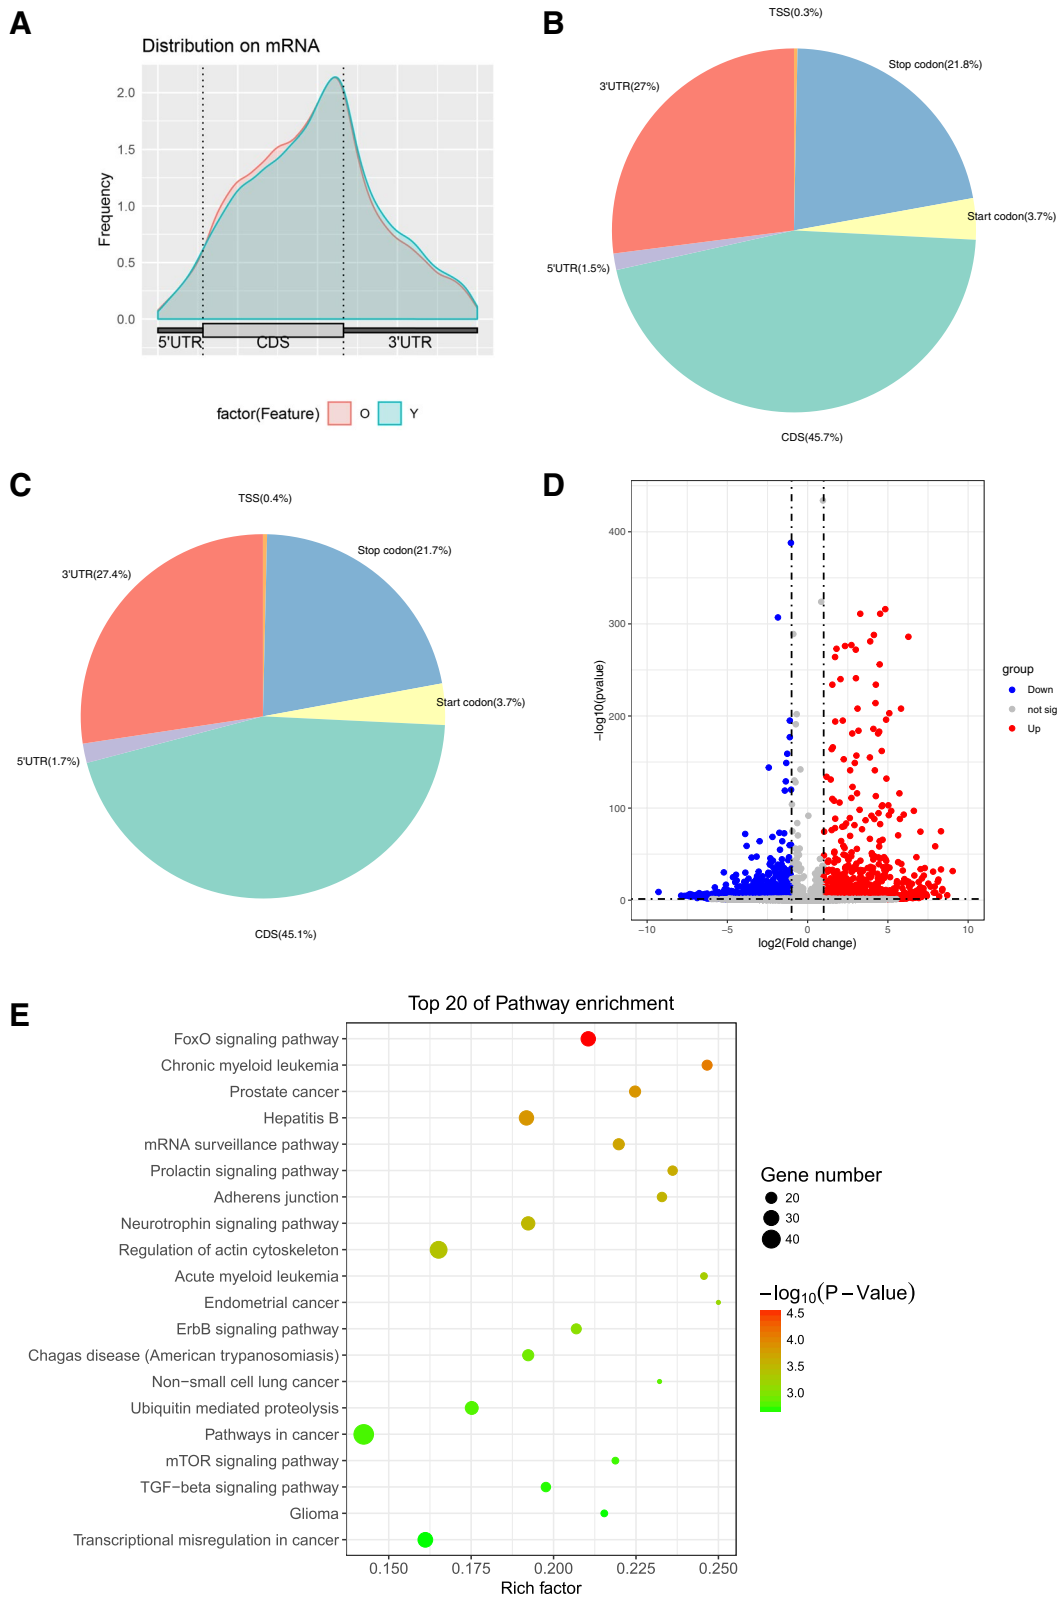 A
Distribution on mRNA
Frequency
2.0
1.5
1.0
0.5
0.0
5'UTR
CDS
3'UTR
factor(Feature)
O
Y
B
TSS(0.3%)
Stop codon(21.8%)
3'UTR(27%)
Start codon(3.7%)
5'UTR(1.5%)
CDS(45.7%)
C
TSS(0.4%)
Stop codon(21.7%)
3'UTR(27.4%)
Start codon(3.7%)
5'UTR(1.7%)
CDS(45.1%)
D
−log10(pvalue)
400
300
200
100
0
−10
−5
0
5
10
log2(Fold change)
group
Down
not sig
Up
E
Top 20 of Pathway enrichment
FoxO signaling pathway
Chronic myeloid leukemia
Prostate cancer
Hepatitis B
mRNA surveillance pathway
Prolactin signaling pathway
Adherens junction
Neurotrophin signaling pathway
Regulation of actin cytoskeleton
Acute myeloid leukemia
Endometrial cancer
ErbB signaling pathway
Chagas disease (American trypanosomiasis)
Non−small cell lung cancer
Ubiquitin mediated proteolysis
Pathways in cancer
mTOR signaling pathway
TGF−beta signaling pathway
Glioma
Transcriptional misregulation in cancer
0.150
0.175
0.200
0.225
0.250
Rich factor
Gene number
20
30
40
−log₁₀(P−Value)
4.5
4.0
3.5
3.0